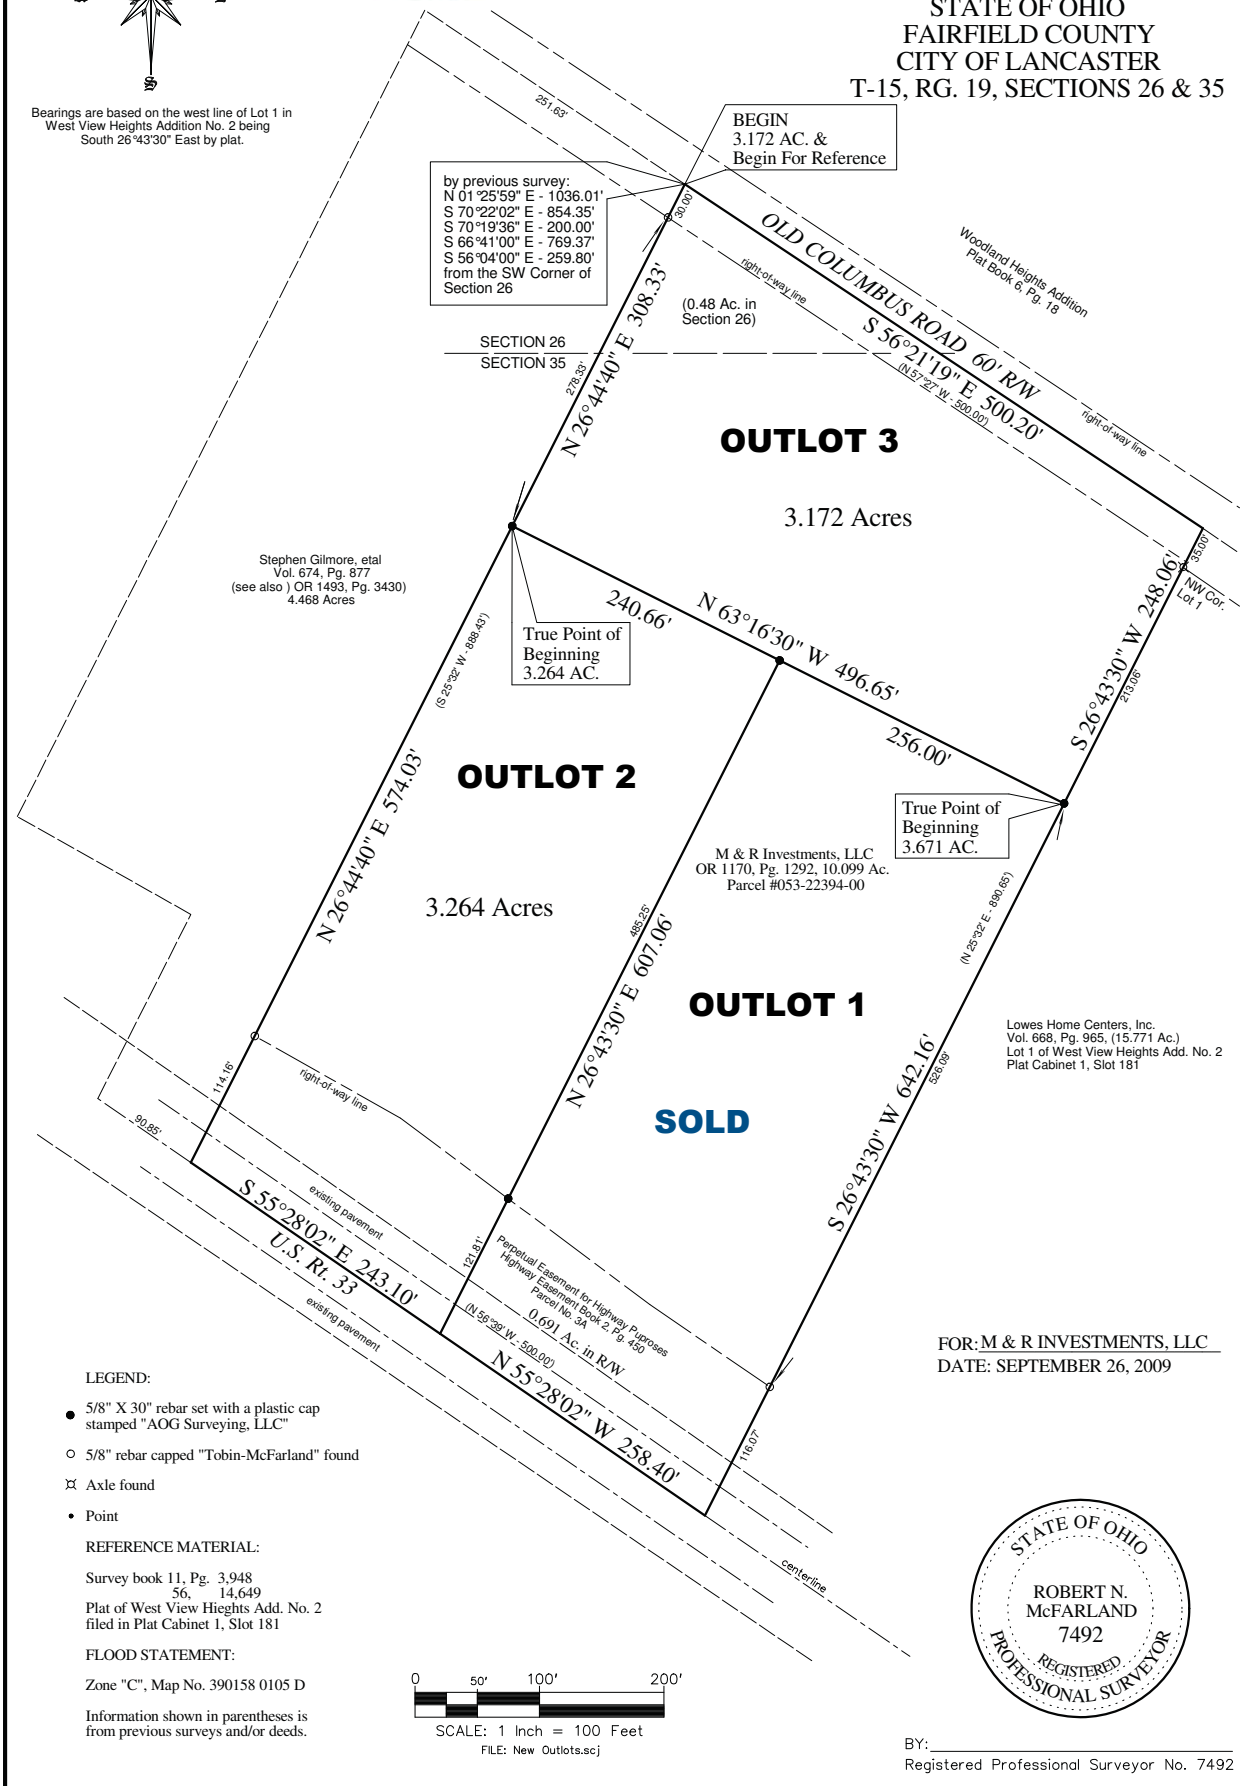 STATE OF OHIO
FAIRFIELD COUNTY
CITY OF LANCASTER
T-15, RG. 19, SECTIONS 26 & 35
S
Bearings are based on the west line of Lot 1 in
West View Heights Addition No. 2 being
South 26°43'30" East by plat.
251.63'
BEGIN
3.172 AC. &
Begin For Reference
by previous survey:
N 01°25'59" E - 1036.01'
S 70°22'02" E - 854.35'
S 70°19'36" E - 200.00'
S 66°41'00" E - 769.37'
S 56°04'00" E - 259.80'
from the SW Corner of
Section 26
30.00'
OLD COLUMBUS ROAD 60' R/W
right-of-way line
Woodland Heights Addition
Plat Book 6, Pg. 18
(0.48 Ac. in
Section 26)
S 56°21'19" E 500.20'
(N 57°27' W - 500.00')
right-of-way line
SECTION 26
SECTION 35
278.33'
N 26°44'40" E 308.33'
OUTLOT 3
3.172 Acres
35.00'
NW Cor.
Lot 1
S 26°43'30" W 248.06'
213.06'
Stephen Gilmore, etal
Vol. 674, Pg. 877
(see also ) OR 1493, Pg. 3430)
4.468 Acres
(S 25°32' W - 888.43')
240.66'
N 63°16'30" W 496.65'
256.00'
True Point of
Beginning
3.264 AC.
OUTLOT 2
N 26°44'40" E 574.03'
3.264 Acres
True Point of
Beginning
3.671 AC.
M & R Investments, LLC
OR 1170, Pg. 1292, 10.099 Ac.
Parcel #053-22394-00
485.25'
N 26°43'30" E 607.06'
(N 25°32' E - 890.65')
OUTLOT 1
SOLD
S 26°43'30" W 642.16'
526.09'
Lowes Home Centers, Inc.
Vol. 668, Pg. 965, (15.771 Ac.)
Lot 1 of West View Heights Add. No. 2
Plat Cabinet 1, Slot 181
114.16'
right-of-way line
90.85'
existing pavement
S 55°28'02" E 243.10'
U.S. Rt. 33
existing pavement
121.81'
Perpetual Easement for Highway Puproses
Highway Easement Book 2, Pg. 450
Parcel No. 3A
0.691 Ac. in R/W
(N 56°39' W - 500.00')
N 55°28'02" W 258.40'
116.07'
centerline
FOR: M & R INVESTMENTS, LLC
DATE: SEPTEMBER 26, 2009
LEGEND:
5/8" X 30" rebar set with a plastic cap
stamped "AOG Surveying, LLC"
5/8" rebar capped "Tobin-McFarland" found
Axle found
Point
REFERENCE MATERIAL:
Survey book 11, Pg. 3,948
56, 14,649
Plat of West View Hieghts Add. No. 2
filed in Plat Cabinet 1, Slot 181
FLOOD STATEMENT:
Zone "C", Map No. 390158 0105 D
Information shown in parentheses is
from previous surveys and/or deeds.
0 50' 100' 200'
SCALE: 1 Inch = 100 Feet
FILE: New Outlots.scj
STATE OF OHIO
ROBERT N.
McFARLAND
7492
REGISTERED
PROFESSIONAL SURVEYOR
BY:
Registered Professional Surveyor No. 7492